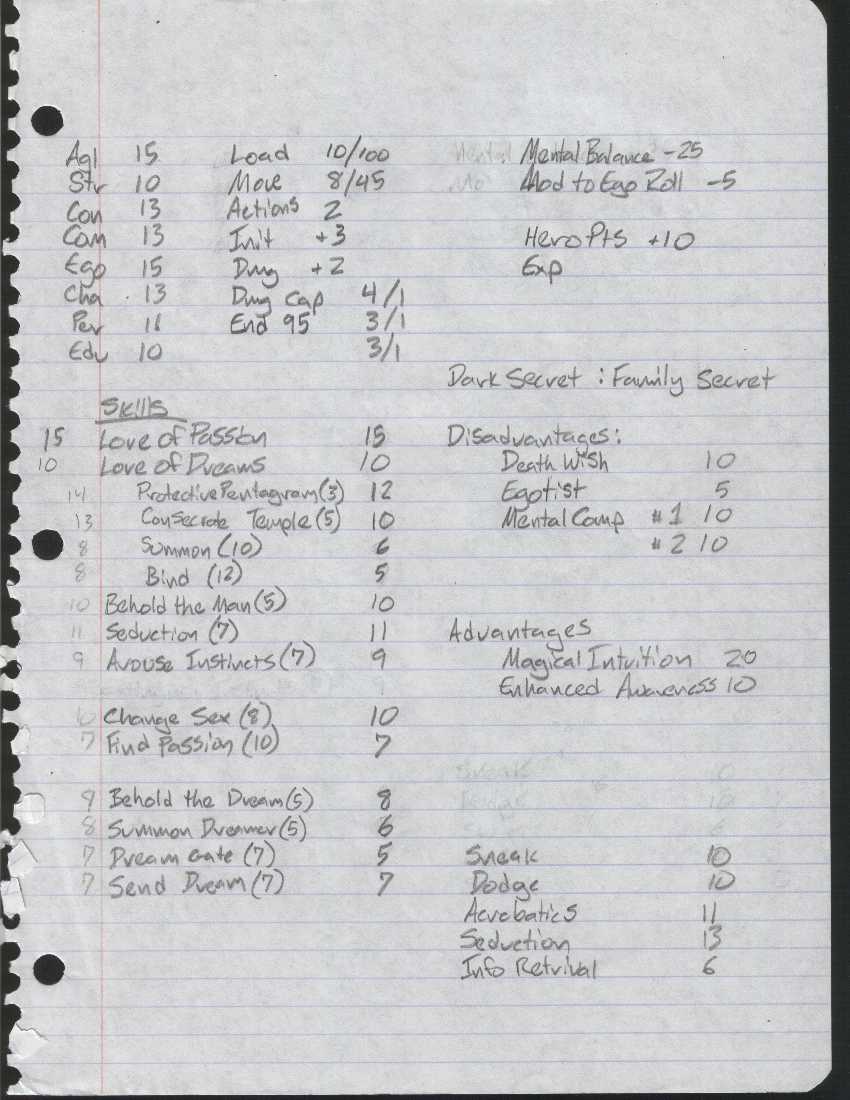 Agl 15 Load 10/100 Mental Balance -25
Str 10 Move 8/45 Mod to Ego Roll -5
Con 13 Actions 2
Com 13 Init +3 Hero Pts +10
Ego 15 Dmg +2 Exp
Cha 13 Dmg Cap 4/1
Per 11 End 95 3/1
Edu 10 3/1
Dark Secret : Family Secret
Skills
15 Love of Passion 15 Disadvantages:
10 Love of Dreams 10 Death Wish 10
14 Protective Pentagram (3) 12 Egotist 5
13 Consecrate Temple (5) 10 Mental Comp #1 10
8 Summon (10) 6 #2 10
8 Bind (12) 5
10 Behold the Man (5) 10
11 Seduction (7) 11 Advantages
9 Arouse Instincts (7) 9 Magical Intuition 20
Enhanced Awareness 10
10 Change Sex (8) 10
7 Find Passion (10) 7
9 Behold the Dream (5) 8
8 Summon Dreamer (5) 6
7 Dream Gate (7) 5 Sneak 10
7 Send Dream (7) 7 Dodge 10
Acrobatics 11
Seduction 13
Info Retrival 6